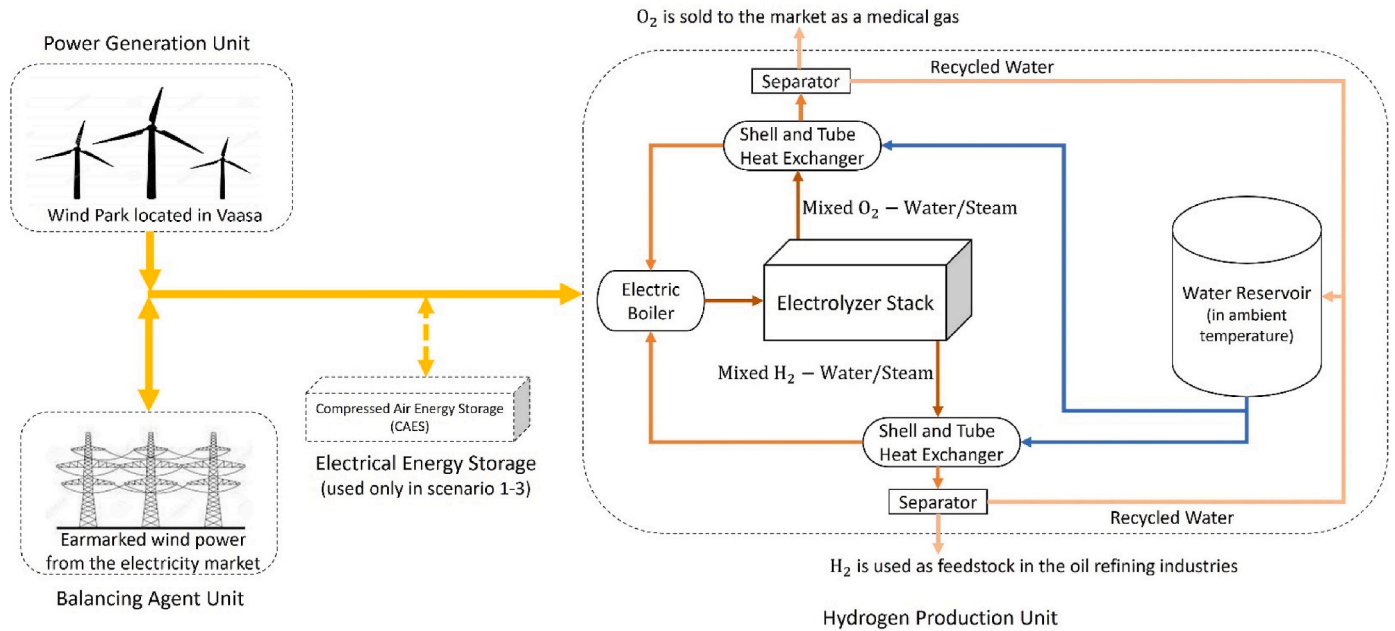 O₂ is sold to the market as a medical gas
Power Generation Unit
Wind Park located in Vaasa
Separator
Recycled Water
Shell and Tube
Heat Exchanger
Mixed O₂ − Water/Steam
Electric
Boiler
Electrolyzer Stack
Water Reservoir
(in ambient
temperature)
Mixed H₂ − Water/Steam
Compressed Air Energy Storage
(CAES)
Electrical Energy Storage
(used only in scenario 1-3)
Shell and Tube
Heat Exchanger
Separator
Recycled Water
Earmarked wind power
from the electricity market
Balancing Agent Unit
H₂ is used as feedstock in the oil refining industries
Hydrogen Production Unit